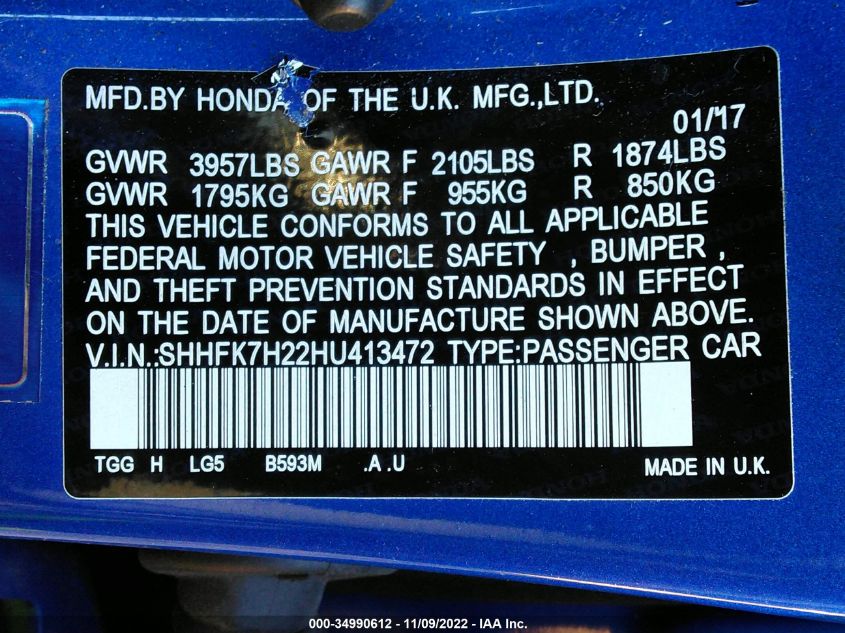 MFD.BY HONDA OF THE U.K. MFG.,LTD.
01/'17
GVWR 3957LBS GAWR F 2105LBS R 1874LBS
GVWR 1795KG GAWR F 955KG R 850KG
THIS VEHICLE CONFORMS TO ALL APPLICABLE
FEDERAL MOTOR VEHICLE SAFETY , BUMPER ,
AND THEFT PREVENTION STANDARDS IN EFFECT
ON THE DATE OF MANUFACTURE SHOWN ABOVE.
V.I.N.:SHHFK7H22HU413472 TYPE:PASSENGER CAR
TGG H LG5 B593M .A .U
MADE IN U.K.
000-34990612 - 11/09/2022 - IAA Inc.